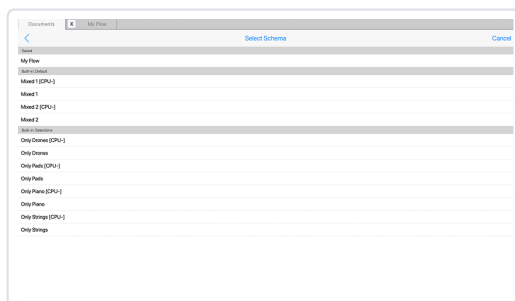 Documents X My Flow
Select Schema Cancel
Saved
My Flow
Built-in Default
Mixed 1 [CPU-]
Mixed 1
Mixed 2 [CPU-]
Mixed 2
Built-in Selections
Only Drones [CPU-]
Only Drones
Only Pads [CPU-]
Only Pads
Only Piano [CPU-]
Only Piano
Only Strings [CPU-]
Only Strings